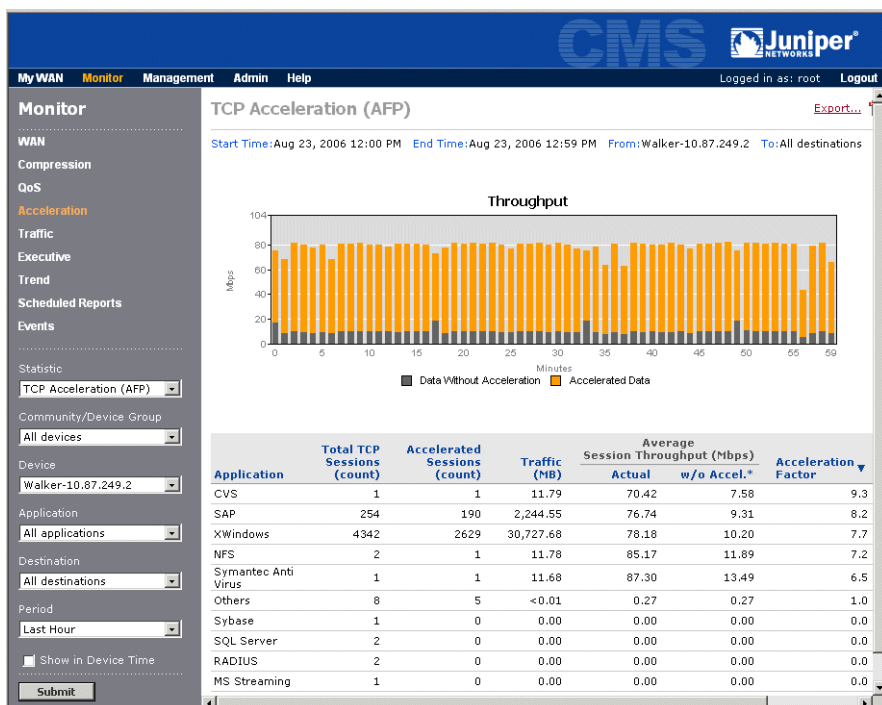 CMS
Juniper®
NETWORKS
My WAN Monitor Management Admin Help Logged in as: root Logout
Monitor
WAN
Compression
QoS
Acceleration
Traffic
Executive
Trend
Scheduled Reports
Events
Statistic
TCP Acceleration (AFP)
Community/Device Group
All devices
Device
Walker-10.87.249.2
Application
All applications
Destination
All destinations
Period
Last Hour
Show in Device Time
Submit
TCP Acceleration (AFP) Export...
Start Time:Aug 23, 2006 12:00 PM End Time:Aug 23, 2006 12:59 PM From:Walker-10.87.249.2 To:All destinations
Throughput
104
80
60
40
20
0
Mbps
0 5 10 15 20 25 30 35 40 45 50 55 59
Minutes
Data Without Acceleration Accelerated Data
Application Total TCP Sessions (count) Accelerated Sessions (count) Traffic (MB) Average Session Throughput (Mbps) Actual w/o Accel.* Acceleration Factor
CVS 1 1 11.79 70.42 7.58 9.3
SAP 254 190 2,244.55 76.74 9.31 8.2
XWindows 4342 2629 30,727.68 78.18 10.20 7.7
NFS 2 1 11.78 85.17 11.89 7.2
Symantec Anti Virus 1 1 11.68 87.30 13.49 6.5
Others 8 5 <0.01 0.27 0.27 1.0
Sybase 1 0 0.00 0.00 0.00 0.0
SQL Server 2 0 0.00 0.00 0.00 0.0
RADIUS 2 0 0.00 0.00 0.00 0.0
MS Streaming 1 0 0.00 0.00 0.00 0.0